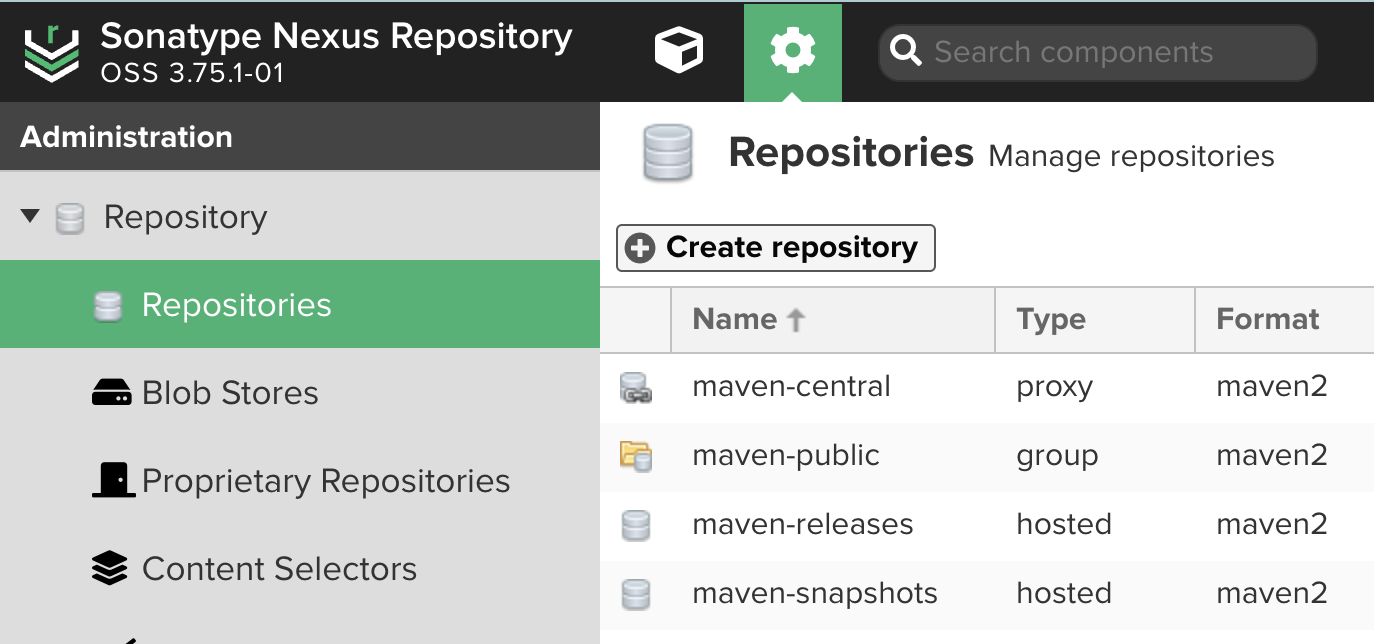 r
Sonatype Nexus Repository
OSS 3.75.1-01
Search components
Administration
Repository
Repositories
Blob Stores
Proprietary Repositories
Content Selectors
Repositories Manage repositories
Create repository
Name Type Format
maven-central proxy maven2
maven-public group maven2
maven-releases hosted maven2
maven-snapshots hosted maven2